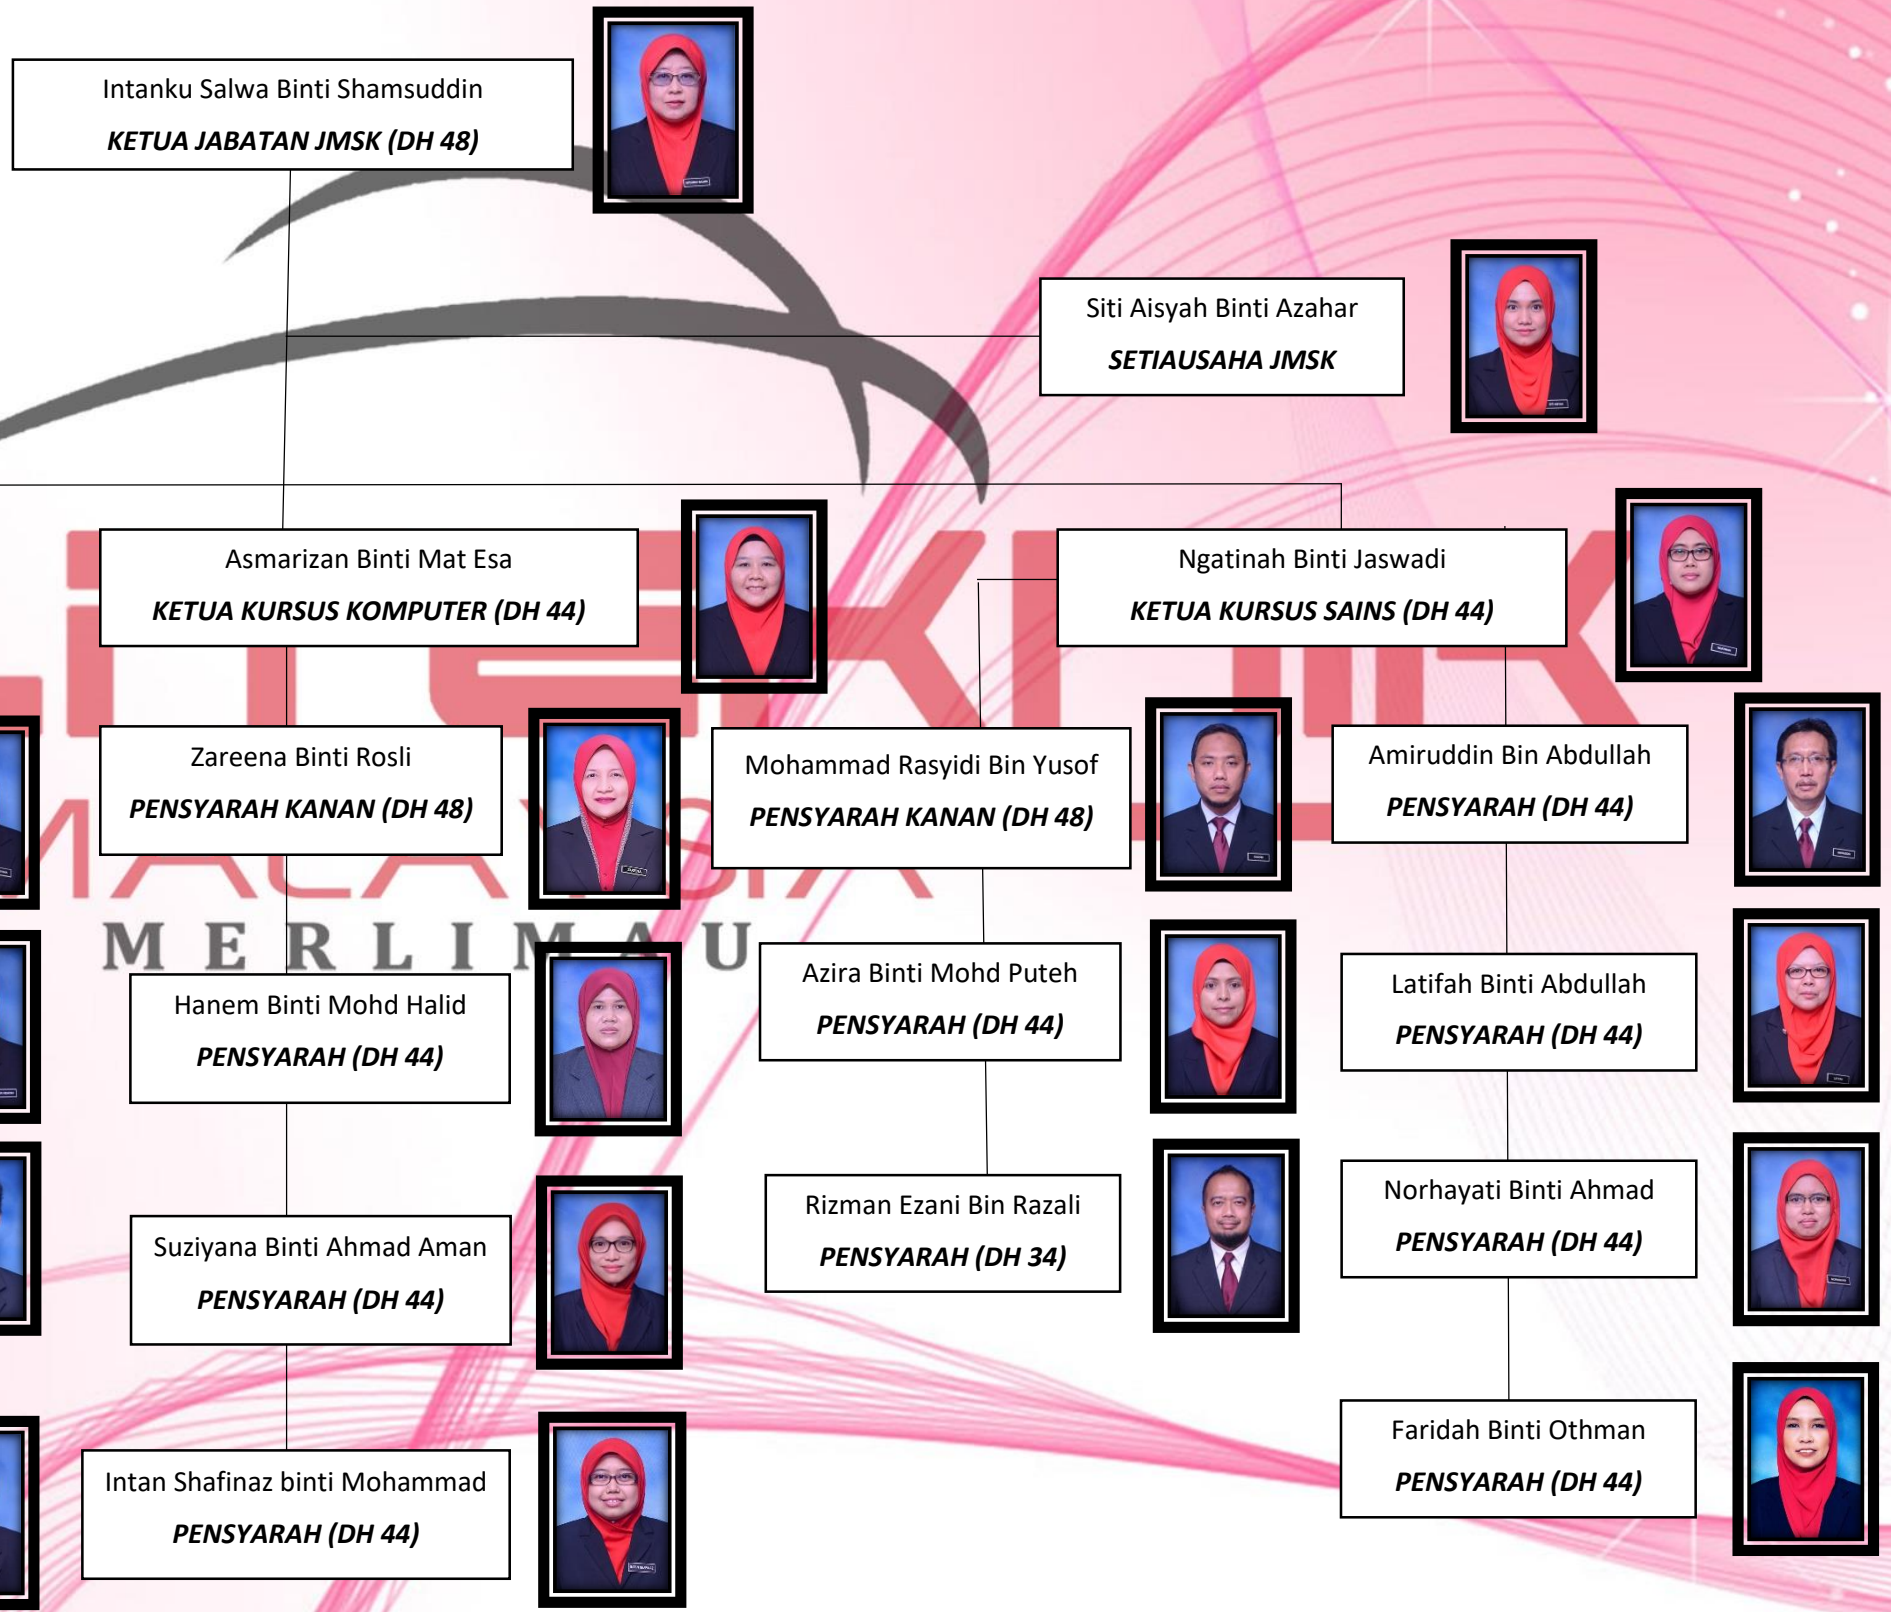 Intanku Salwa Binti Shamsuddin
KETUA JABATAN JMSK (DH 48)
Siti Aisyah Binti Azahar
SETIAUSAHA JMSK
Asmarizan Binti Mat Esa
KETUA KURSUS KOMPUTER (DH 44)
Ngatinah Binti Jaswadi
KETUA KURSUS SAINS (DH 44)
Zareena Binti Rosli
PENSYARAH KANAN (DH 48)
Mohammad Rasyidi Bin Yusof
PENSYARAH KANAN (DH 48)
Amiruddin Bin Abdullah
PENSYARAH (DH 44)
MALAYSIA
MERLIMAU
Hanem Binti Mohd Halid
PENSYARAH (DH 44)
Azira Binti Mohd Puteh
PENSYARAH (DH 44)
Latifah Binti Abdullah
PENSYARAH (DH 44)
Suziyana Binti Ahmad Aman
PENSYARAH (DH 44)
Rizman Ezani Bin Razali
PENSYARAH (DH 34)
Norhayati Binti Ahmad
PENSYARAH (DH 44)
Intan Shafinaz binti Mohammad
PENSYARAH (DH 44)
Faridah Binti Othman
PENSYARAH (DH 44)